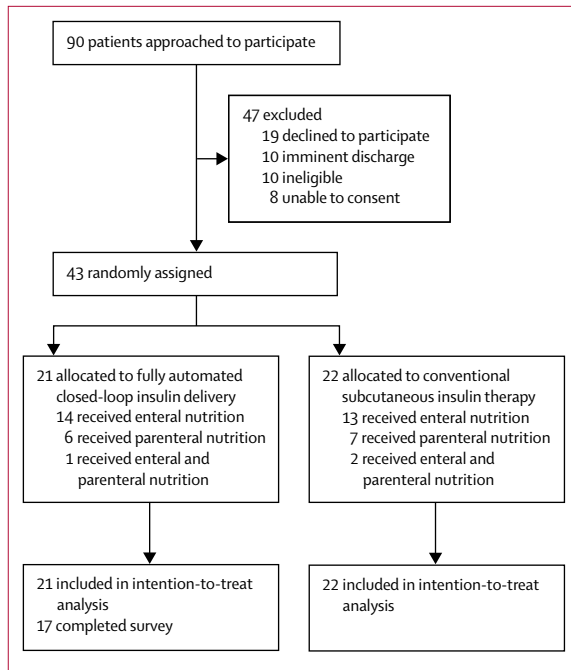 90 patients approached to participate
47 excluded
19 declined to participate
10 imminent discharge
10 ineligible
8 unable to consent
43 randomly assigned
21 allocated to fully automated
closed-loop insulin delivery
14 received enteral nutrition
6 received parenteral nutrition
1 received enteral and
parenteral nutrition
22 allocated to conventional
subcutaneous insulin therapy
13 received enteral nutrition
7 received parenteral nutrition
2 received enteral and
parenteral nutrition
21 included in intention-to-treat
analysis
17 completed survey
22 included in intention-to-treat
analysis